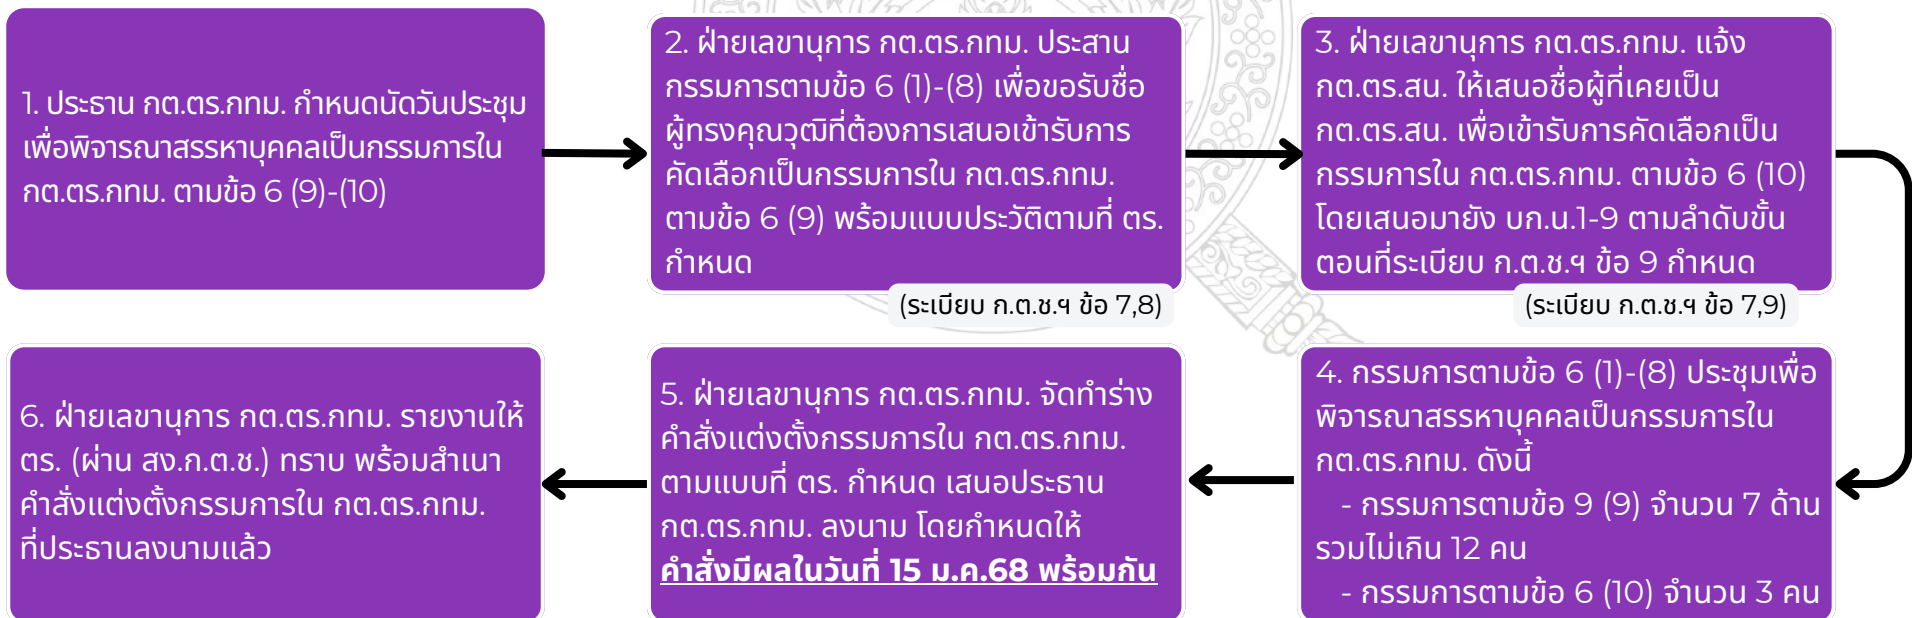 1. ประธาน กต.ตร.กทม. กำหนดนัดวันประชุม
เพื่อพิจารณาสรรหาบุคคลเป็นกรรมการใน
กต.ตร.กทม. ตามข้อ 6 (9)-(10)
2. ฝ่ายเลขานุการ กต.ตร.กทม. ประสาน
กรรมการตามข้อ 6 (1)-(8) เพื่อขอรับชื่อ
ผู้ทรงคุณวุฒิที่ต้องการเสนอเข้ารับการ
คัดเลือกเป็นกรรมการใน กต.ตร.กทม.
ตามข้อ 6 (9) พร้อมแบบประวัติตามที่ ตร.
กำหนด
(ระเบียบ ก.ต.ช.ฯ ข้อ 7,8)
3. ฝ่ายเลขานุการ กต.ตร.กทม. แจ้ง
กต.ตร.สน. ให้เสนอชื่อผู้ที่เคยเป็น
กต.ตร.สน. เพื่อเข้ารับการคัดเลือกเป็น
กรรมการใน กต.ตร.กทม. ตามข้อ 6 (10)
โดยเสนอมายัง บก.น.1-9 ตามลำดับขั้น
ตอนที่ระเบียบ ก.ต.ช.ฯ ข้อ 9 กำหนด
(ระเบียบ ก.ต.ช.ฯ ข้อ 7,9)
4. กรรมการตามข้อ 6 (1)-(8) ประชุมเพื่อ
พิจารณาสรรหาบุคคลเป็นกรรมการใน
กต.ตร.กทม. ดังนี้
- กรรมการตามข้อ 9 (9) จำนวน 7 ด้าน
รวมไม่เกิน 12 คน
- กรรมการตามข้อ 6 (10) จำนวน 3 คน
5. ฝ่ายเลขานุการ กต.ตร.กทม. จัดทำร่าง
คำสั่งแต่งตั้งกรรมการใน กต.ตร.กทม.
ตามแบบที่ ตร. กำหนด เสนอประธาน
กต.ตร.กทม. ลงนาม โดยกำหนดให้
คำสั่งมีผลในวันที่ 15 ม.ค.68 พร้อมกัน
6. ฝ่ายเลขานุการ กต.ตร.กทม. รายงานให้
ตร. (ผ่าน สง.ก.ต.ช.) ทราบ พร้อมสำเนา
คำสั่งแต่งตั้งกรรมการใน กต.ตร.กทม.
ที่ประธานลงนามแล้ว